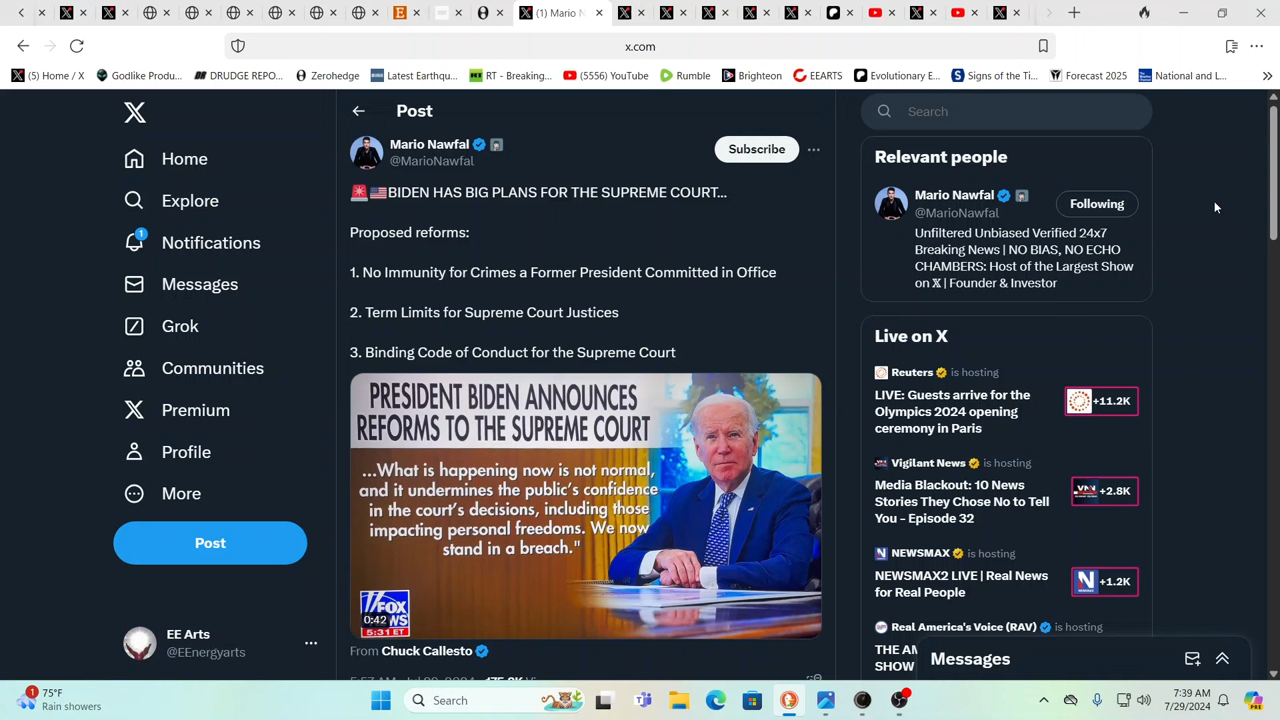 (1) Mario N
x.com
(5) Home / X
Godlike Produ...
DRUDGE REPO...
Zerohedge
Latest Earthqu...
RT - Breaking...
(5556) YouTube
Rumble
Brighteon
EEARTS
Evolutionary E...
Signs of the Ti...
Forecast 2025
National and L...
Home
Explore
1
Notifications
Messages
Grok
Communities
Premium
Profile
More
Post
EE Arts
@EEnergyarts
Post
Mario Nawfal
@MarioNawfal
Subscribe
🚨🇺🇸BIDEN HAS BIG PLANS FOR THE SUPREME COURT...
Proposed reforms:
1. No Immunity for Crimes a Former President Committed in Office
2. Term Limits for Supreme Court Justices
3. Binding Code of Conduct for the Supreme Court
PRESIDENT BIDEN ANNOUNCES
REFORMS TO THE SUPREME COURT
...What is happening now is not normal,
and it undermines the public's confidence
in the court's decisions, including those
impacting personal freedoms. We now
stand in a breach."
FOX
NEWS
0:42
5:31 ET
From Chuck Callesto
Search
Relevant people
Mario Nawfal
@MarioNawfal
Following
Unfiltered Unbiased Verified 24x7
Breaking News | NO BIAS, NO ECHO
CHAMBERS: Host of the Largest Show
on 𝕏 | Founder & Investor
Live on X
Reuters is hosting
LIVE: Guests arrive for the
Olympics 2024 opening
ceremony in Paris
+11.2K
Vigilant News is hosting
Media Blackout: 10 News
Stories They Chose No to Tell
You – Episode 32
+2.8K
NEWSMAX is hosting
NEWSMAX2 LIVE | Real News
for Real People
+1.2K
Real America's Voice (RAV) is hosting
THE AM
SHOW
Messages
1
75°F
Rain showers
Search
7:39 AM
7/29/2024